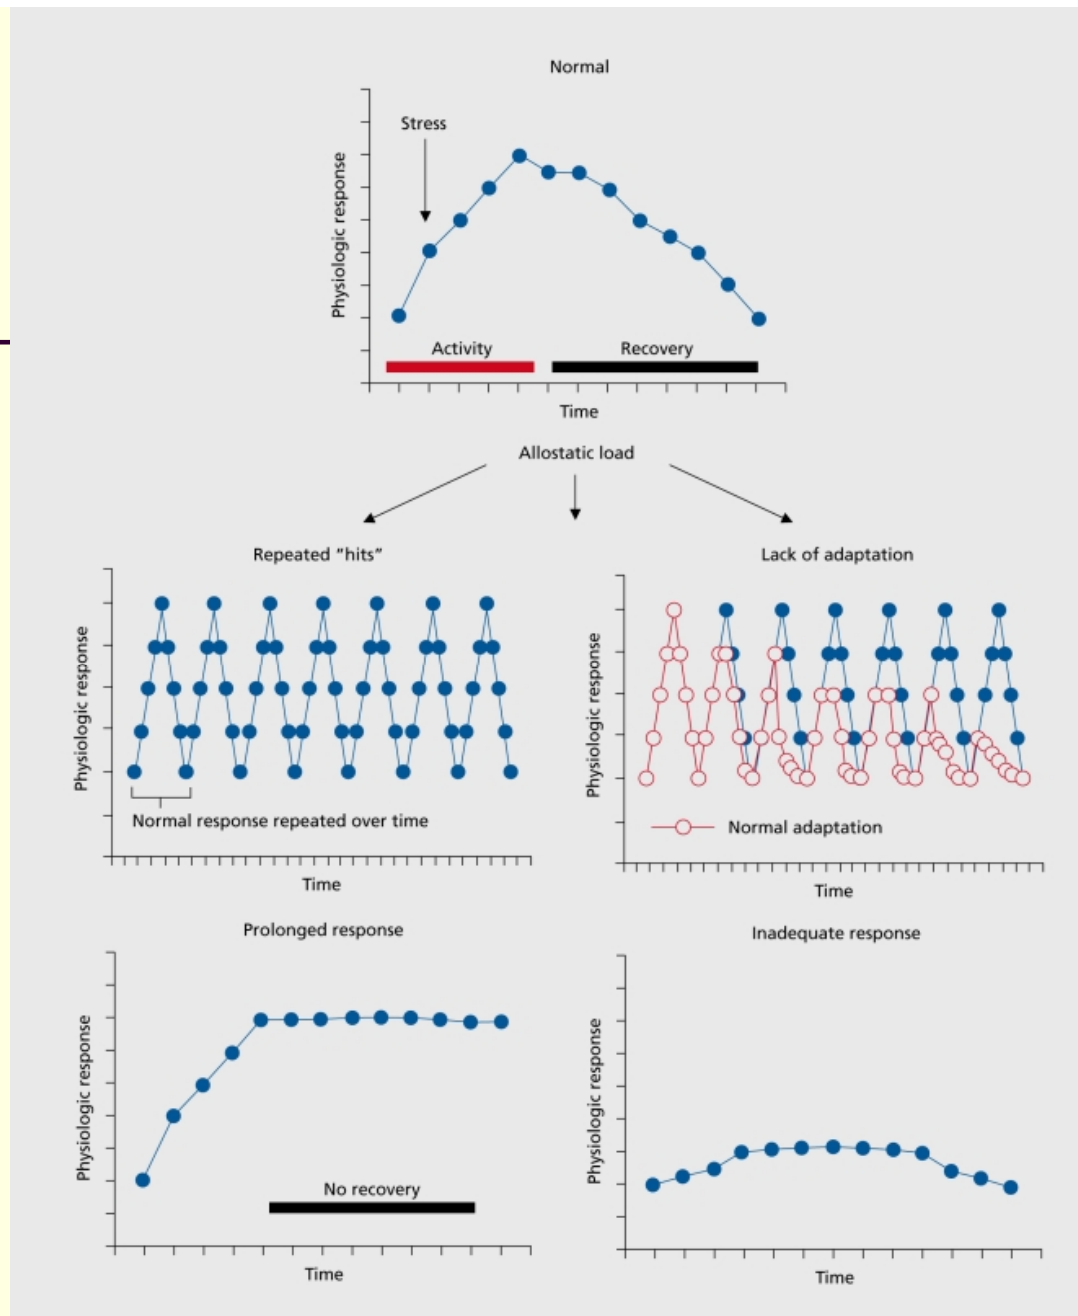 Normal
Stress
Physiologic response
Activity
Recovery
Time
Allostatic load
Repeated “hits”
Physiologic response
Normal response repeated over time
Time
Lack of adaptation
Physiologic response
Normal adaptation
Time
Prolonged response
Physiologic response
No recovery
Time
Inadequate response
Physiologic response
Time